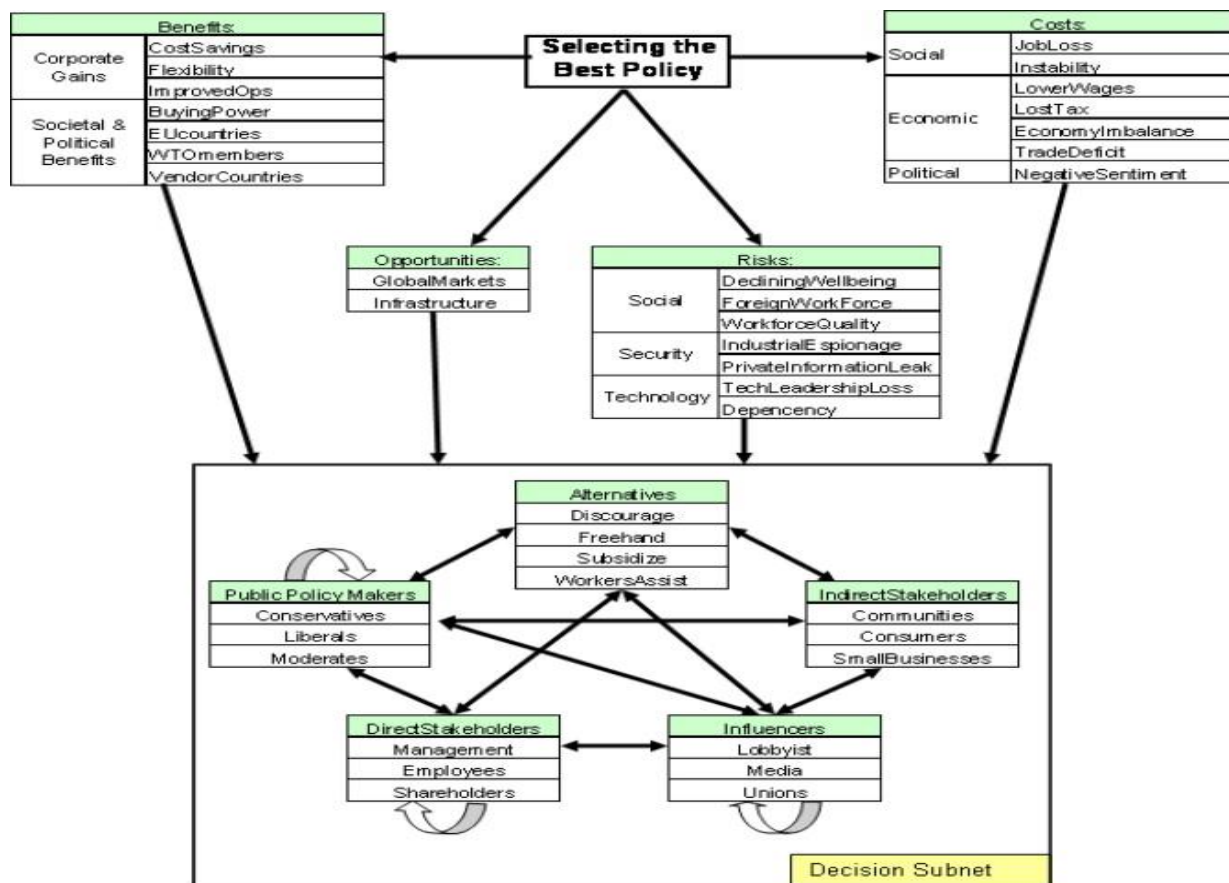 Benefits:
Corporate
Gains
CostSavings
Flexibility
ImprovedOps
Societal &
Political
Benefits
BuyingPower
EUcountries
WTOmembers
VendorCountries
Selecting the
Best Policy
Costs:
Social
JobLoss
Instability
Economic
LowerWages
LostTax
EconomyImbalance
TradeDeficit
Political
NegativeSentiment
Opportunities:
GlobalMarkets
Infrastructure
Risks:
Social
DecliningWellbeing
ForeignWorkForce
WorkforceQuality
Security
IndustrialEspionage
PrivateInformationLeak
Technology
TechLeadershipLoss
Depencency
Alternatives
Discourage
Freehand
Subsidize
WorkersAssist
Public Policy Makers
Conservatives
Liberals
Moderates
IndirectStakeholders
Communities
Consumers
SmallBusinesses
DirectStakeholders
Management
Employees
Shareholders
Influencers
Lobbyist
Media
Unions
Decision Subnet